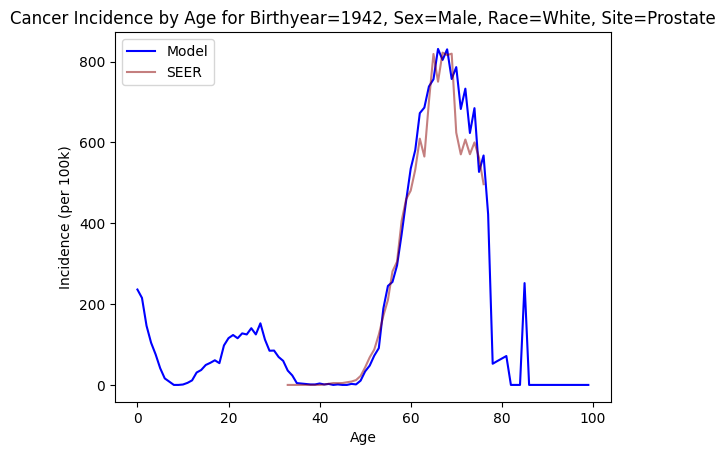 Cancer Incidence by Age for Birthyear=1942, Sex=Male, Race=White, Site=Prostate
Model
SEER
Incidence (per 100k)
800
600
400
200
0
0 20 40 60 80 100
Age